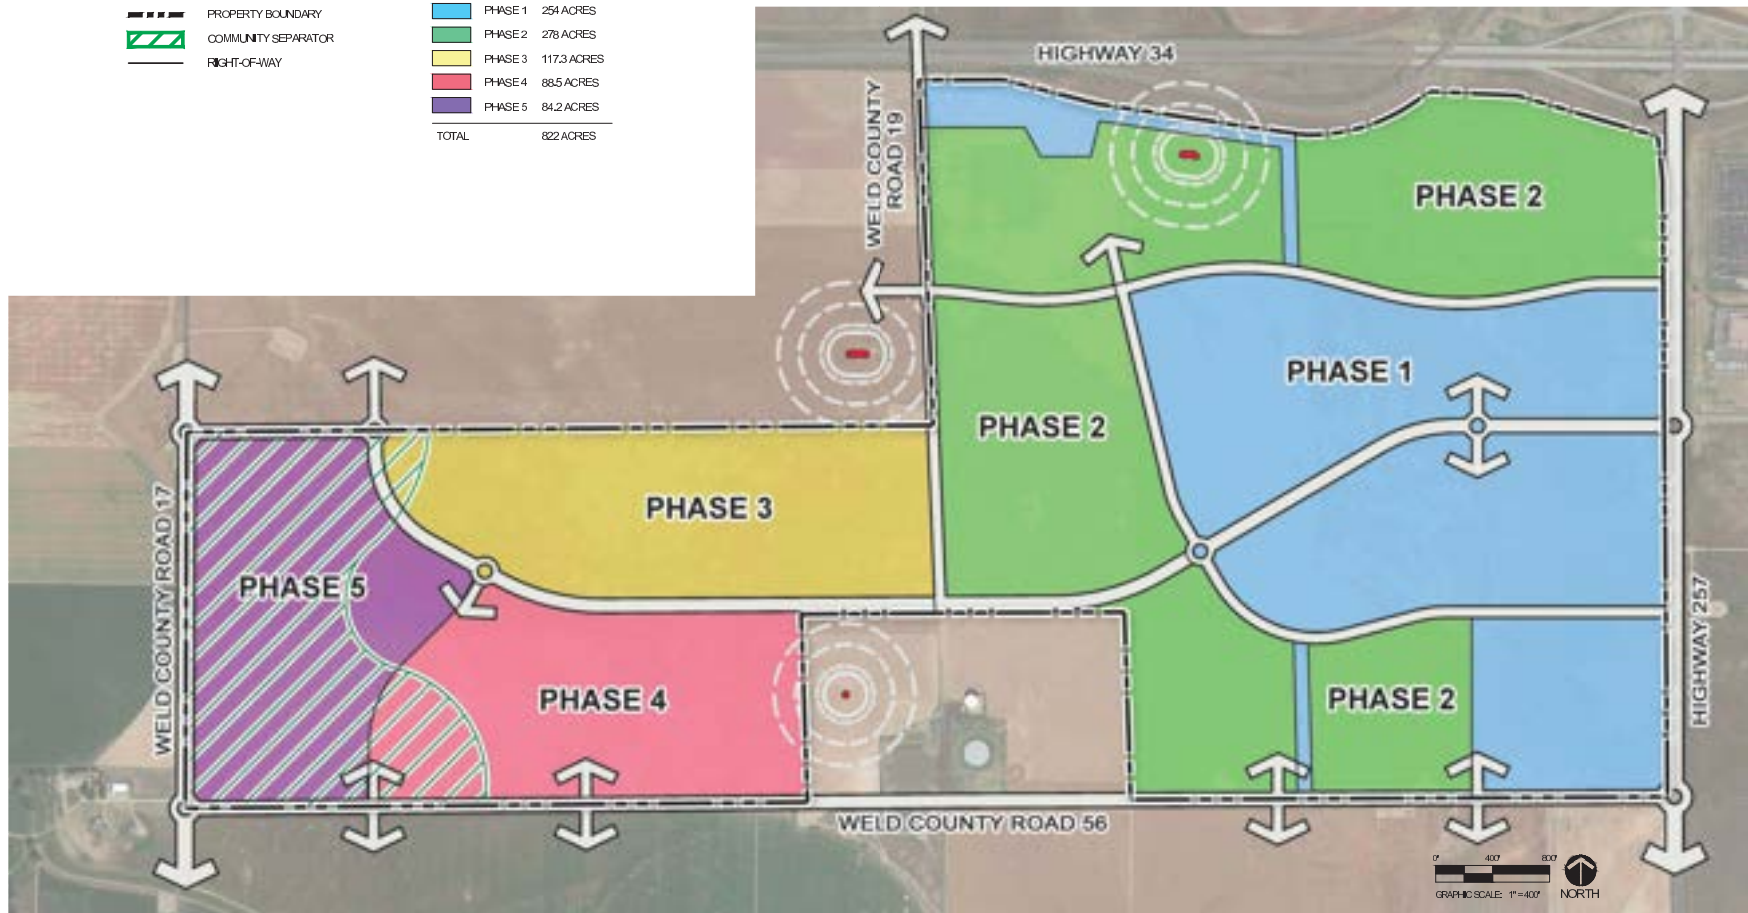 PROPERTY BOUNDARY
COMMUNITY SEPARATOR
RIGHT-OF-WAY
PHASE 1 254 ACRES
PHASE 2 278 ACRES
PHASE 3 117.3 ACRES
PHASE 4 88.5 ACRES
PHASE 5 84.2 ACRES
TOTAL 822 ACRES
HIGHWAY 34
WELD COUNTY
ROAD 19
PHASE 2
PHASE 1
PHASE 2
PHASE 3
WELD COUNTY ROAD 17
PHASE 5
HIGHWAY 257
PHASE 4
PHASE 2
WELD COUNTY ROAD 56
0' 400' 800'
GRAPHIC SCALE: 1"=400'
NORTH